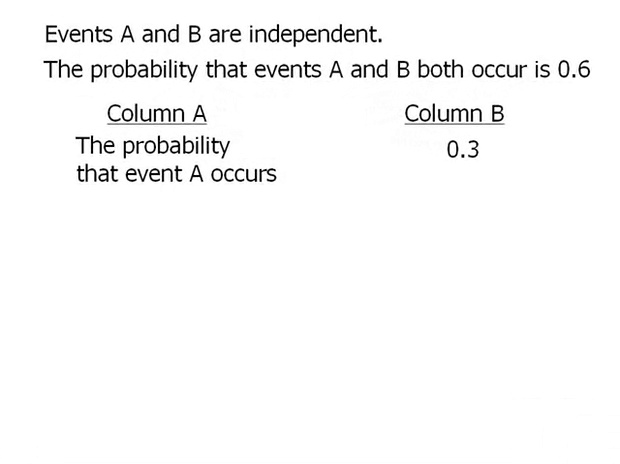 Events A and B are independent.
The probability that events A and B both occur is 0.6
Column A Column B
The probability 0.3
that event A occurs